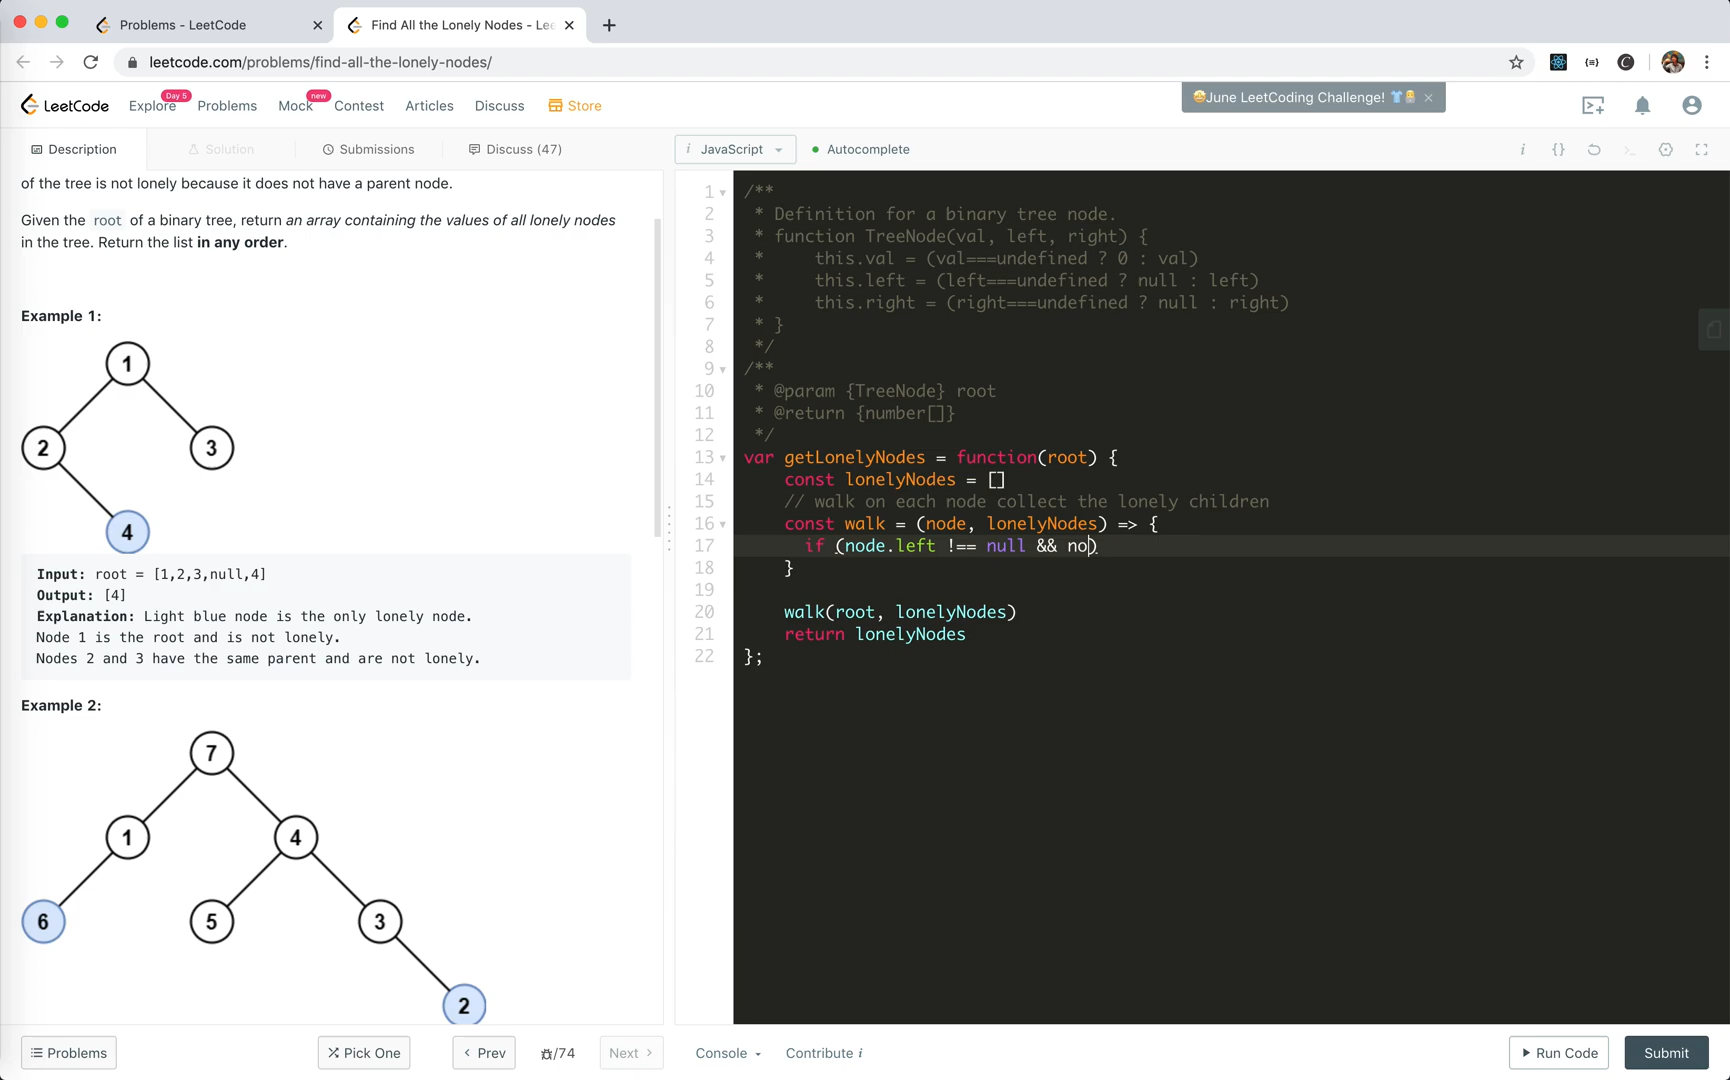 Problems - LeetCode
Find All the Lonely Nodes - Lee
leetcode.com/problems/find-all-the-lonely-nodes/
LeetCode Explore Day 5 Problems Mock new Contest Articles Discuss Store
🤩June LeetCoding Challenge! 👕
Description Solution Submissions Discuss (47)
i JavaScript Autocomplete
of the tree is not lonely because it does not have a parent node.
Given the root of a binary tree, return an array containing the values of all lonely nodes
in the tree. Return the list in any order.
Example 1:
1
2
3
4
Input: root = [1,2,3,null,4]
Output: [4]
Explanation: Light blue node is the only lonely node.
Node 1 is the root and is not lonely.
Nodes 2 and 3 have the same parent and are not lonely.
Example 2:
7
1
4
6
5
3
2
1 /**
2 * Definition for a binary tree node.
3 * function TreeNode(val, left, right) {
4 *     this.val = (val===undefined ? 0 : val)
5 *     this.left = (left===undefined ? null : left)
6 *     this.right = (right===undefined ? null : right)
7 * }
8 */
9 /**
10 * @param {TreeNode} root
11 * @return {number[]}
12 */
13 var getLonelyNodes = function(root) {
14     const lonelyNodes = []
15     // walk on each node collect the lonely children
16     const walk = (node, lonelyNodes) => {
17       if (node.left !== null && no)
18     }
19
20     walk(root, lonelyNodes)
21     return lonelyNodes
22 };
Problems
Pick One
Prev
/74
Next
Console
Contribute i
Run Code
Submit